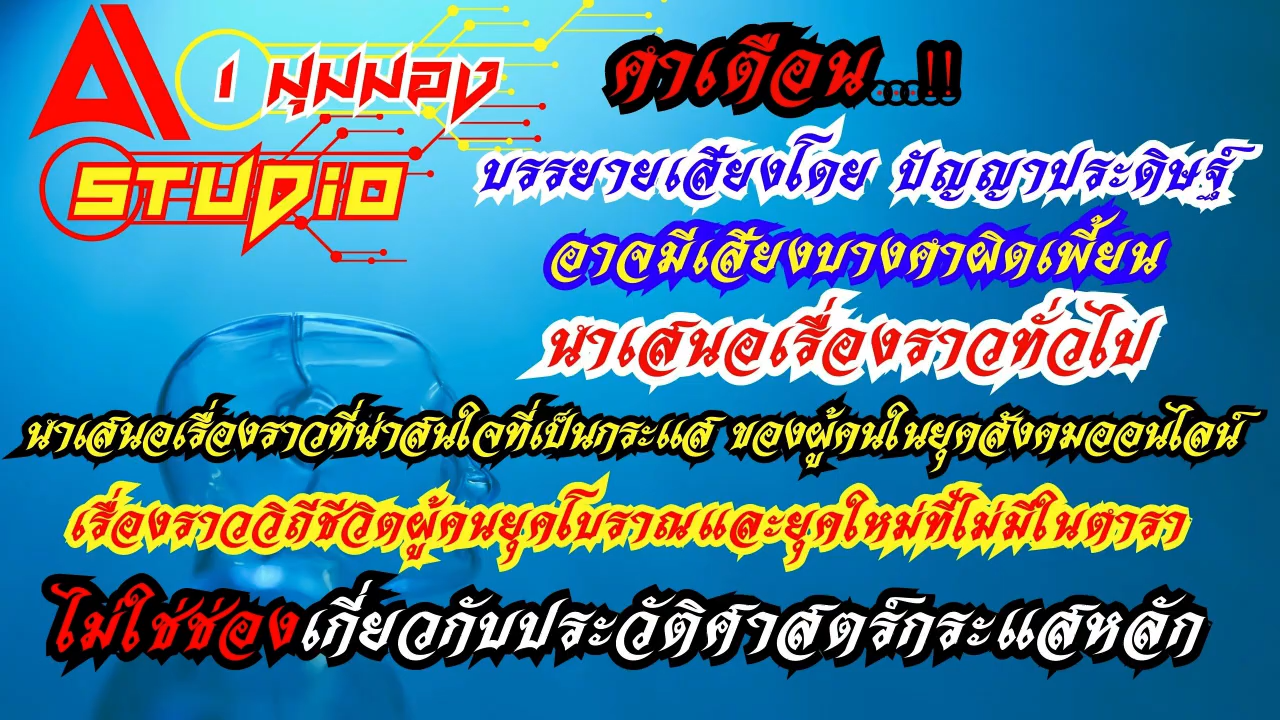 AI 1 มุมมอง
STUDIO
คำเตือน...!!
บรรยายเสียงโดย ปัญญาประดิษฐ์
อาจมีเสียงบางคำผิดเพี้ยน
นำเสนอเรื่องราวทั่วไป
นำเสนอเรื่องราวที่น่าสนใจที่เป็นกระแส ของผู้คนในยุคสังคมออนไลน์
เรื่องราววิถีชีวิตผู้คนยุคโบราณและยุคใหม่ที่ไม่มีในตำรา
ไม่ใช่ช่องเกี่ยวกับประวัติศาสตร์กระแสหลัก